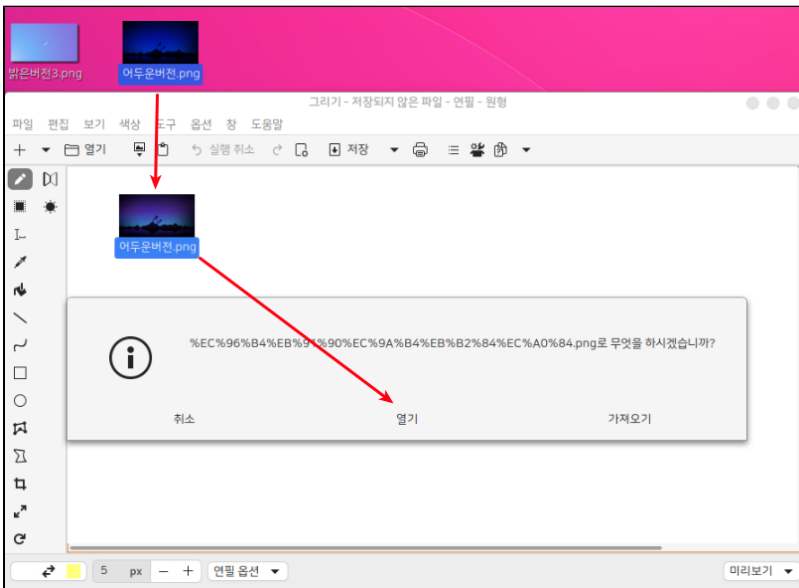 밝은버전3.png
어두운버전.png
그리기 - 저장되지 않은 파일 - 연필 - 원형
파일 편집 보기 색상 도구 옵션 창 도움말
열기 실행 취소 저장
어두운버전.png
%EC%96%B4%EB%91%90%EC%9A%B4%EB%B2%84%EC%A0%84.png로 무엇을 하시겠습니까?
취소 열기 가져오기
5 px 연필 옵션 미리보기